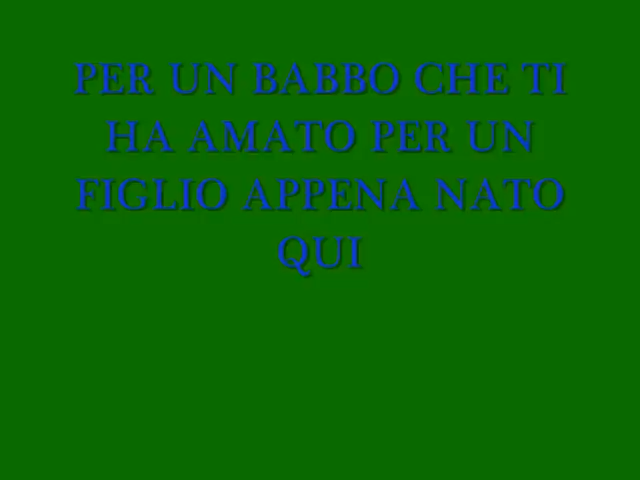 PER UN BABBO CHE TI
HA AMATO PER UN
FIGLIO APPENA NATO
QUI